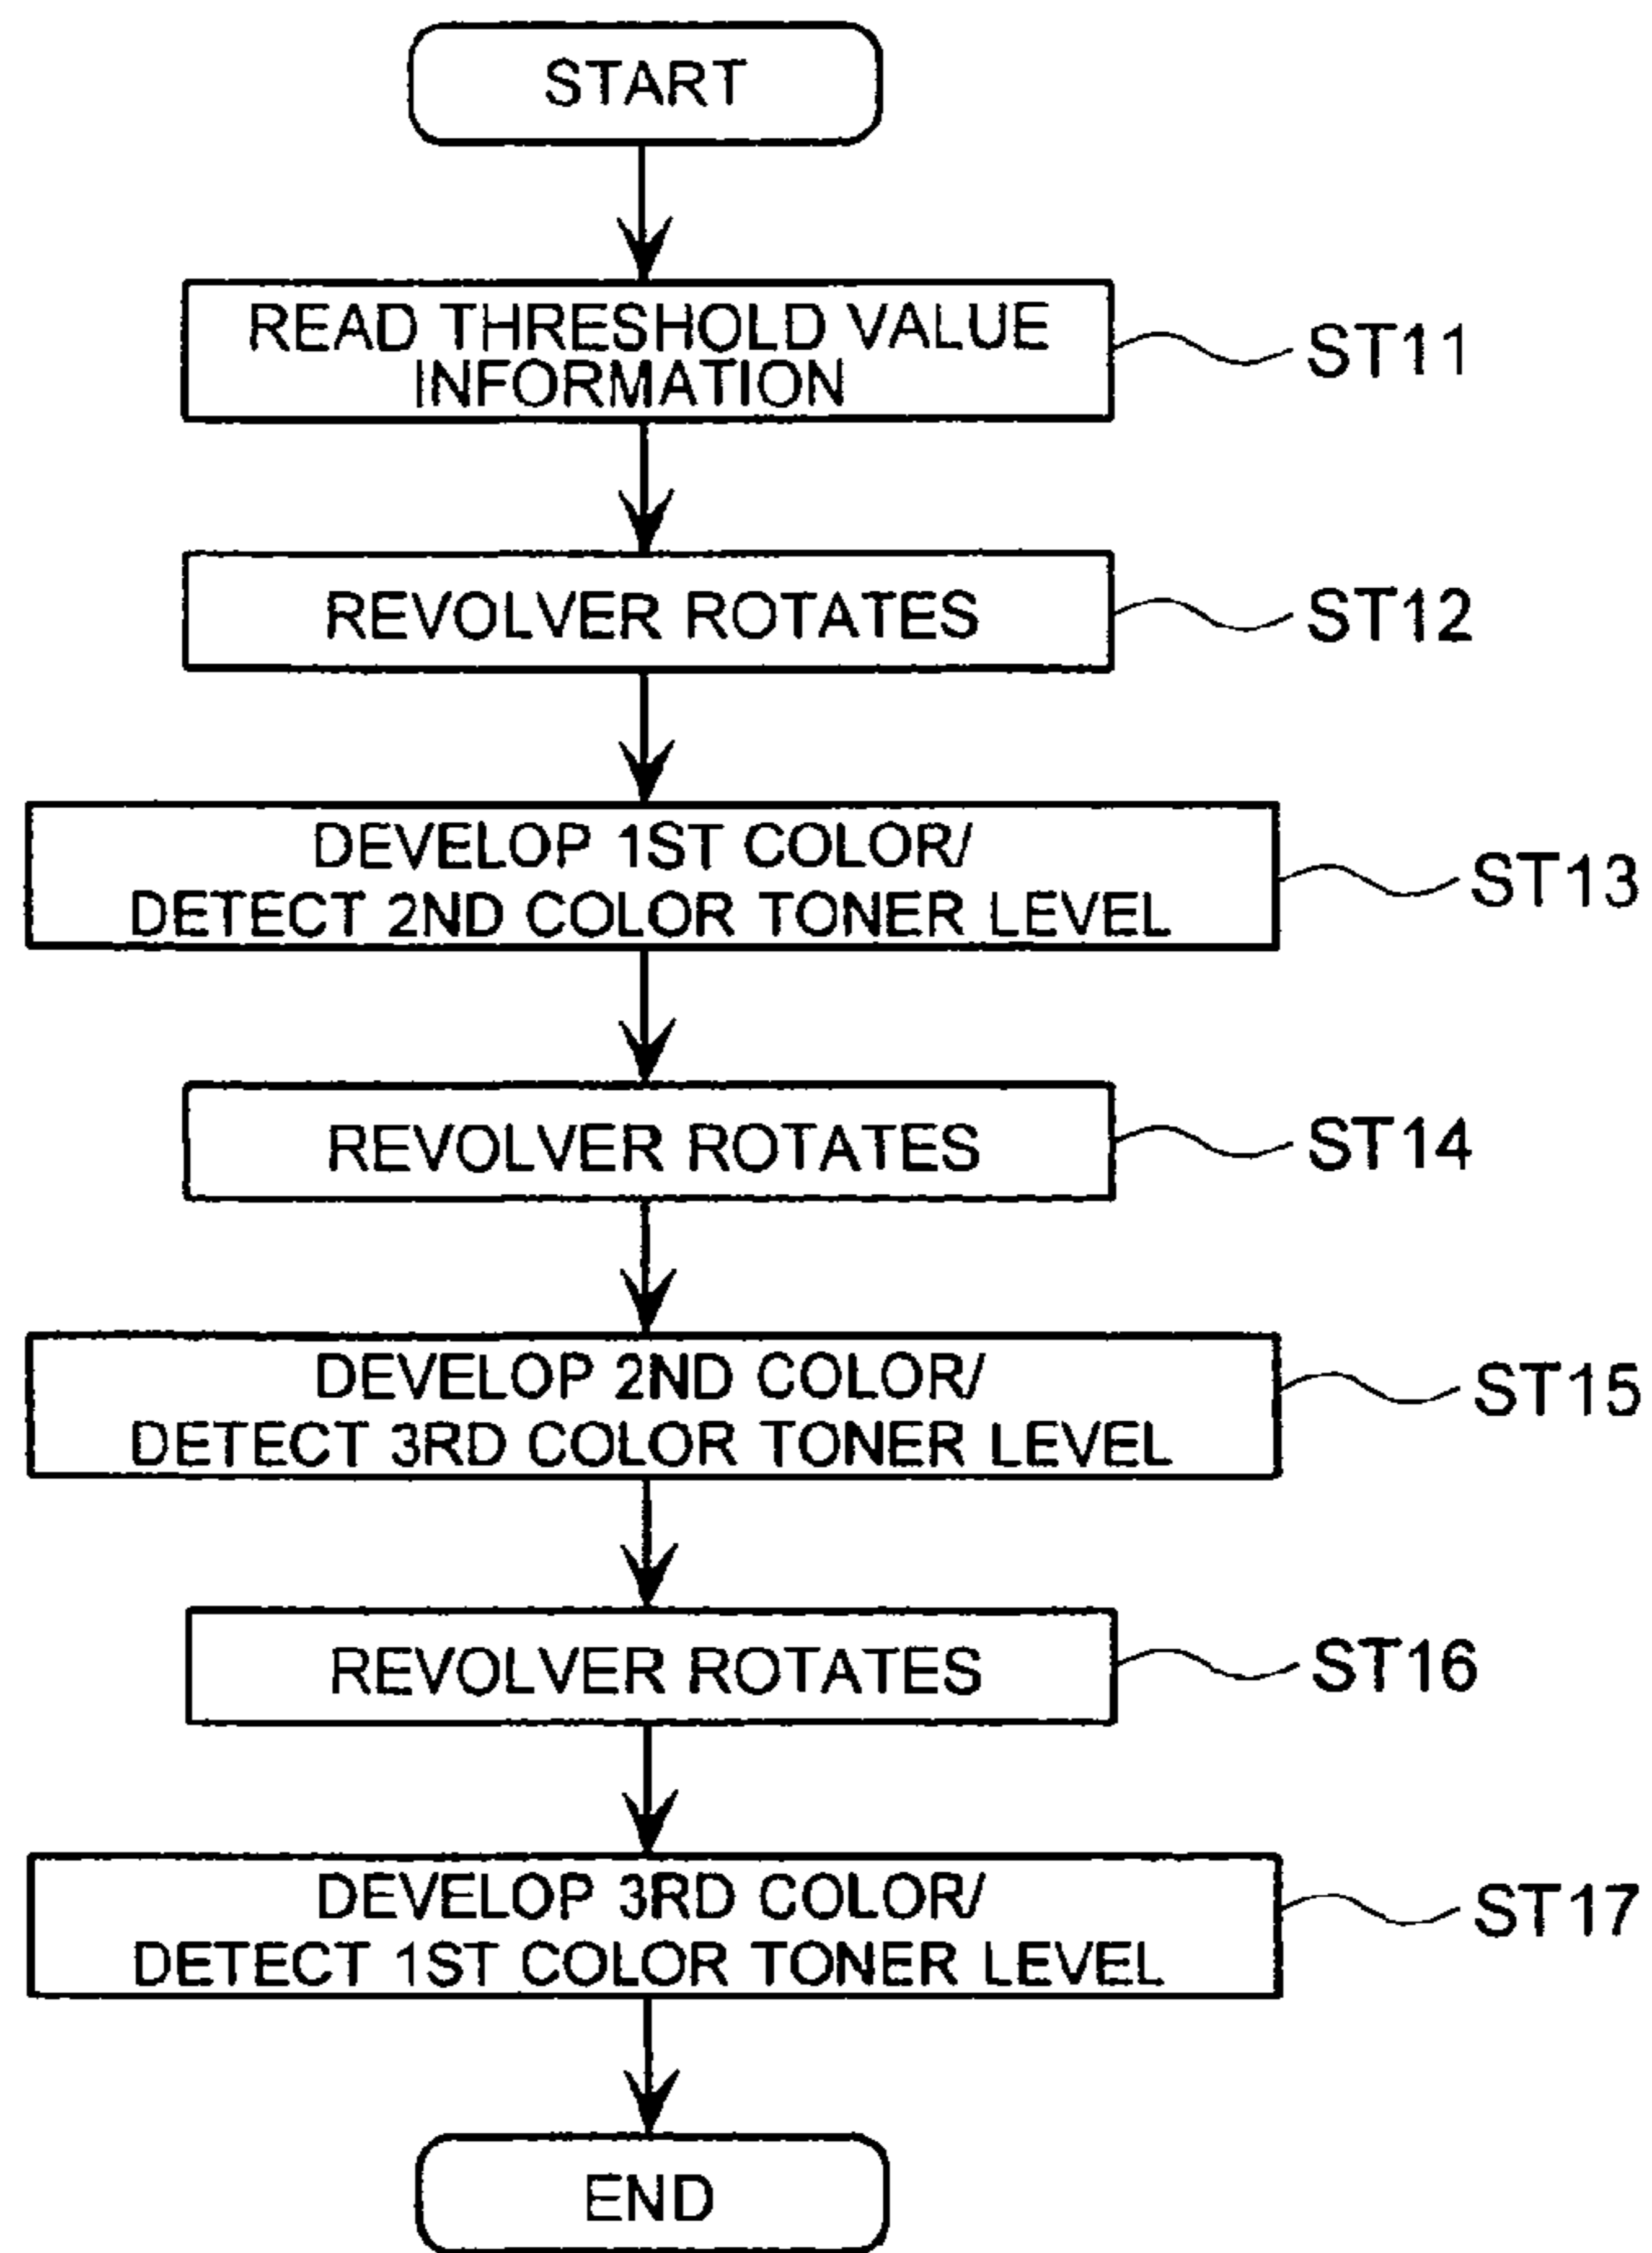 START
READ THRESHOLD VALUE
INFORMATION
ST11
REVOLVER ROTATES
ST12
DEVELOP 1ST COLOR/
DETECT 2ND COLOR TONER LEVEL
ST13
REVOLVER ROTATES
ST14
DEVELOP 2ND COLOR/
DETECT 3RD COLOR TONER LEVEL
ST15
REVOLVER ROTATES
ST16
DEVELOP 3RD COLOR/
DETECT 1ST COLOR TONER LEVEL
ST17
END